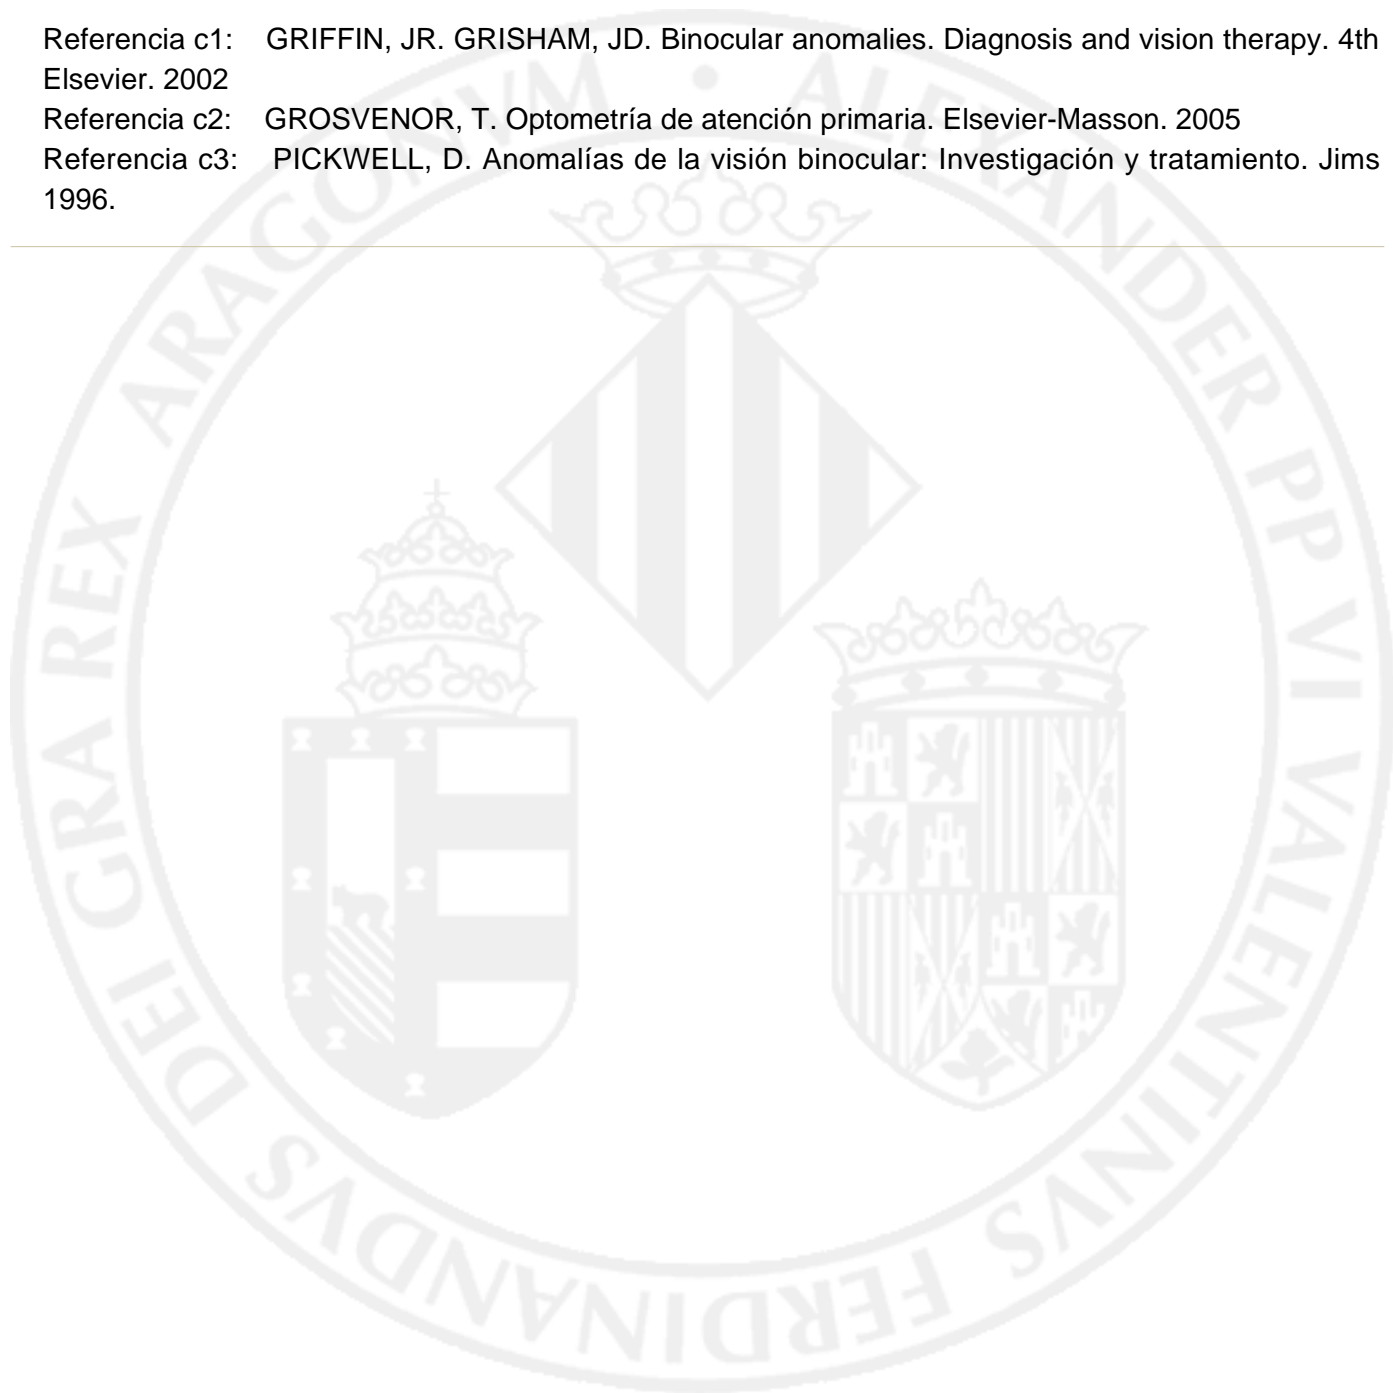 Referencia c1: GRIFFIN, JR. GRISHAM, JD. Binocular anomalies. Diagnosis and vision therapy. 4th
Elsevier. 2002
Referencia c2: GROSVENOR, T. Optometría de atención primaria. Elsevier-Masson. 2005
Referencia c3: PICKWELL, D. Anomalías de la visión binocular: Investigación y tratamiento. Jims
1996.
ALEXANDER PP VI VALENTINVS FERDINANDVS DEI GRA REX ARAGONVM